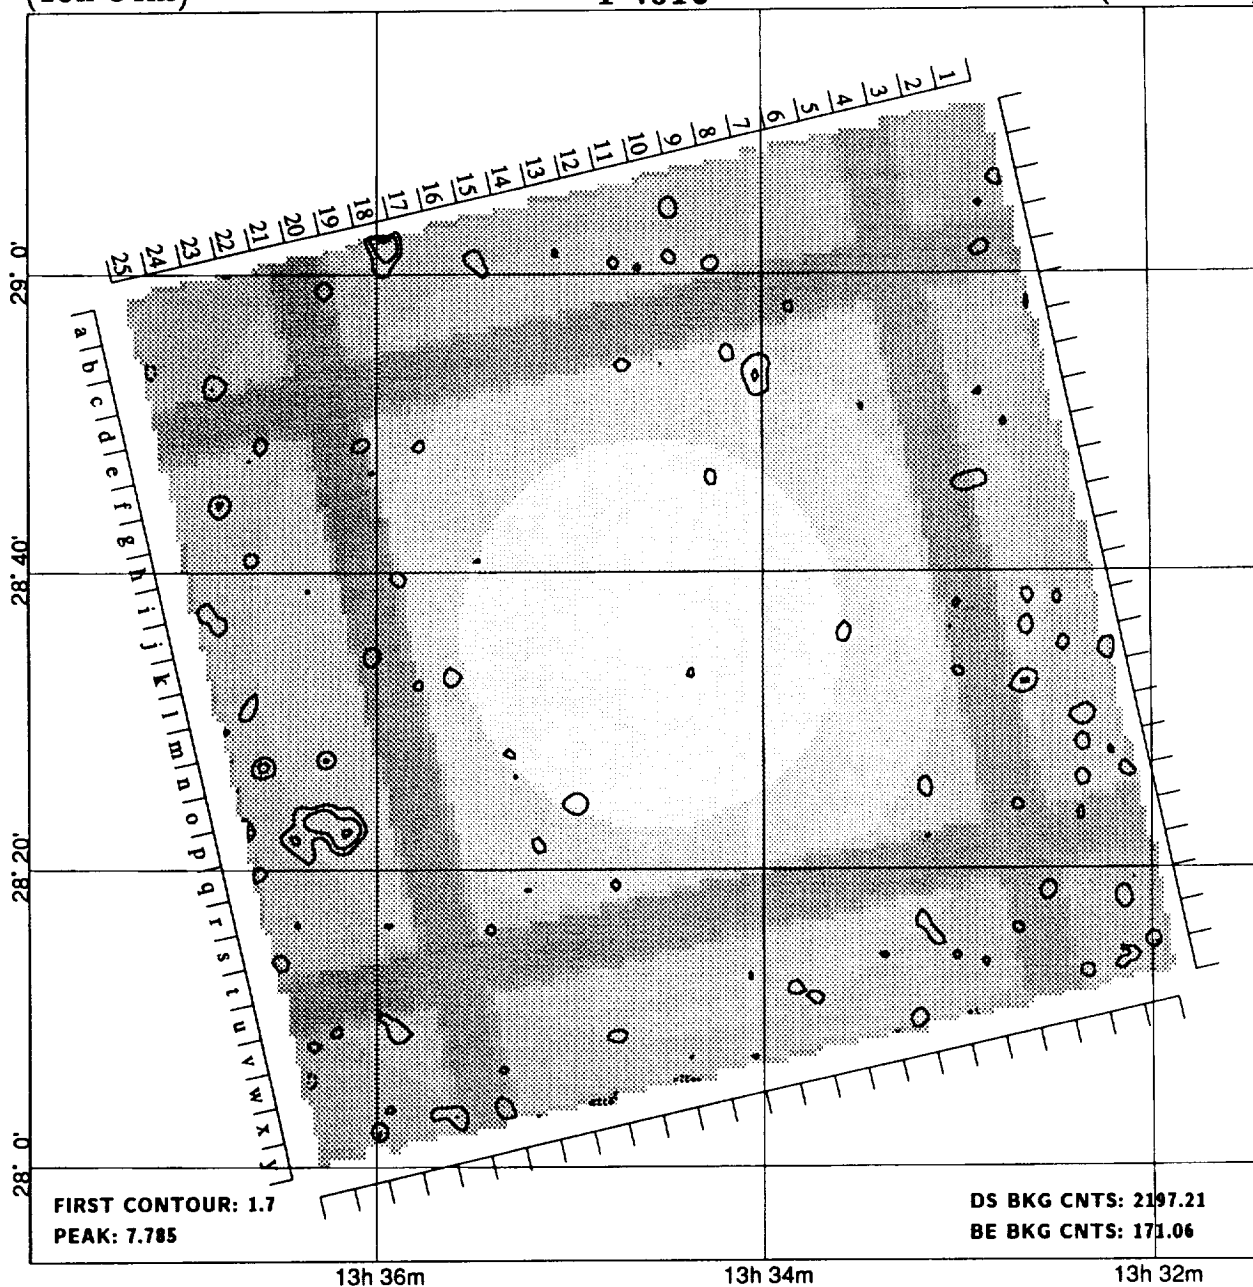 1
2
3
4
5
6
7
8
9
10
11
12
13
14
15
16
17
18
19
20
21
22
23
24
25
29° 0'
28° 40'
28° 20'
28° 0'
a
b
c
d
e
f
g
h
i
j
k
l
m
n
o
p
q
r
s
t
u
v
w
x
y
FIRST CONTOUR: 1.7
PEAK: 7.785
DS BKG CNTS: 2197.21
BE BKG CNTS: 171.06
13h 36m
13h 34m
13h 32m